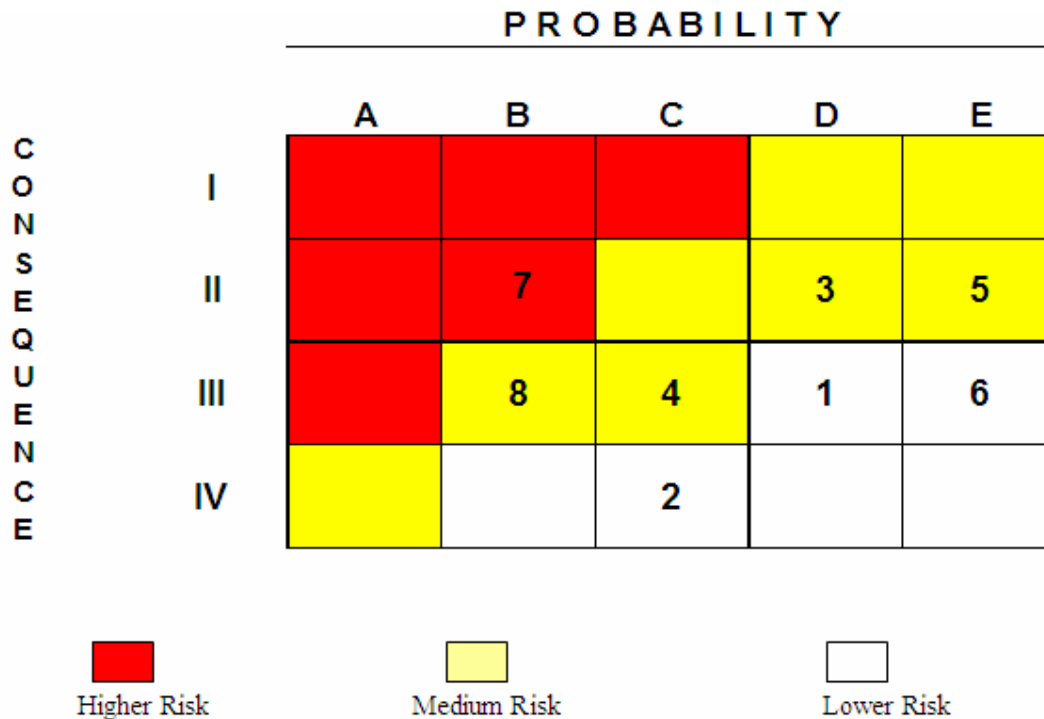 PROBABILITY
A B C D E
CONSEQUENCE
I
II 7 3 5
III 8 4 1 6
IV 2
Higher Risk Medium Risk Lower Risk